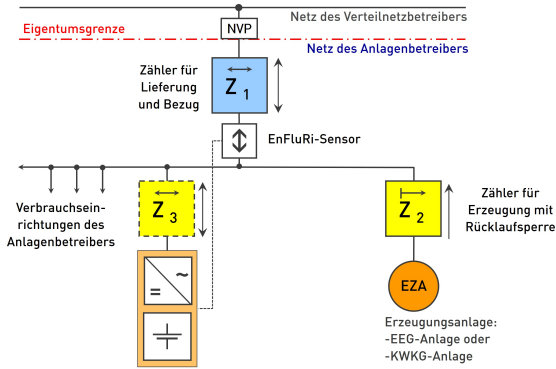 Netz des Verteilnetzbetreibers
Eigentumsgrenze
NVP
Netz des Anlagenbetreibers
Zähler für
Lieferung
und Bezug
Z 1
EnFluRi-Sensor
Verbrauchsein-
richtungen des
Anlagenbetreibers
Z 3
Z 2
Zähler für
Erzeugung mit
Rücklaufsperre
EZA
Erzeugungsanlage:
-EEG-Anlage oder
-KWKG-Anlage